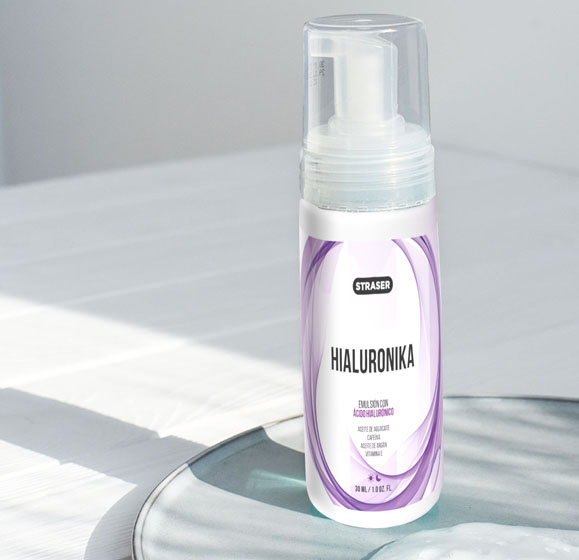 STRASER
HIALURONIKA
EMULSIÓN CON
ÁCIDO HIALURÓNICO
ACEITE DE AGUACATE
CAFEÍNA
ACEITE DE ARGÁN
VITAMINA E
30 ML / 1.0 OZ. FL.